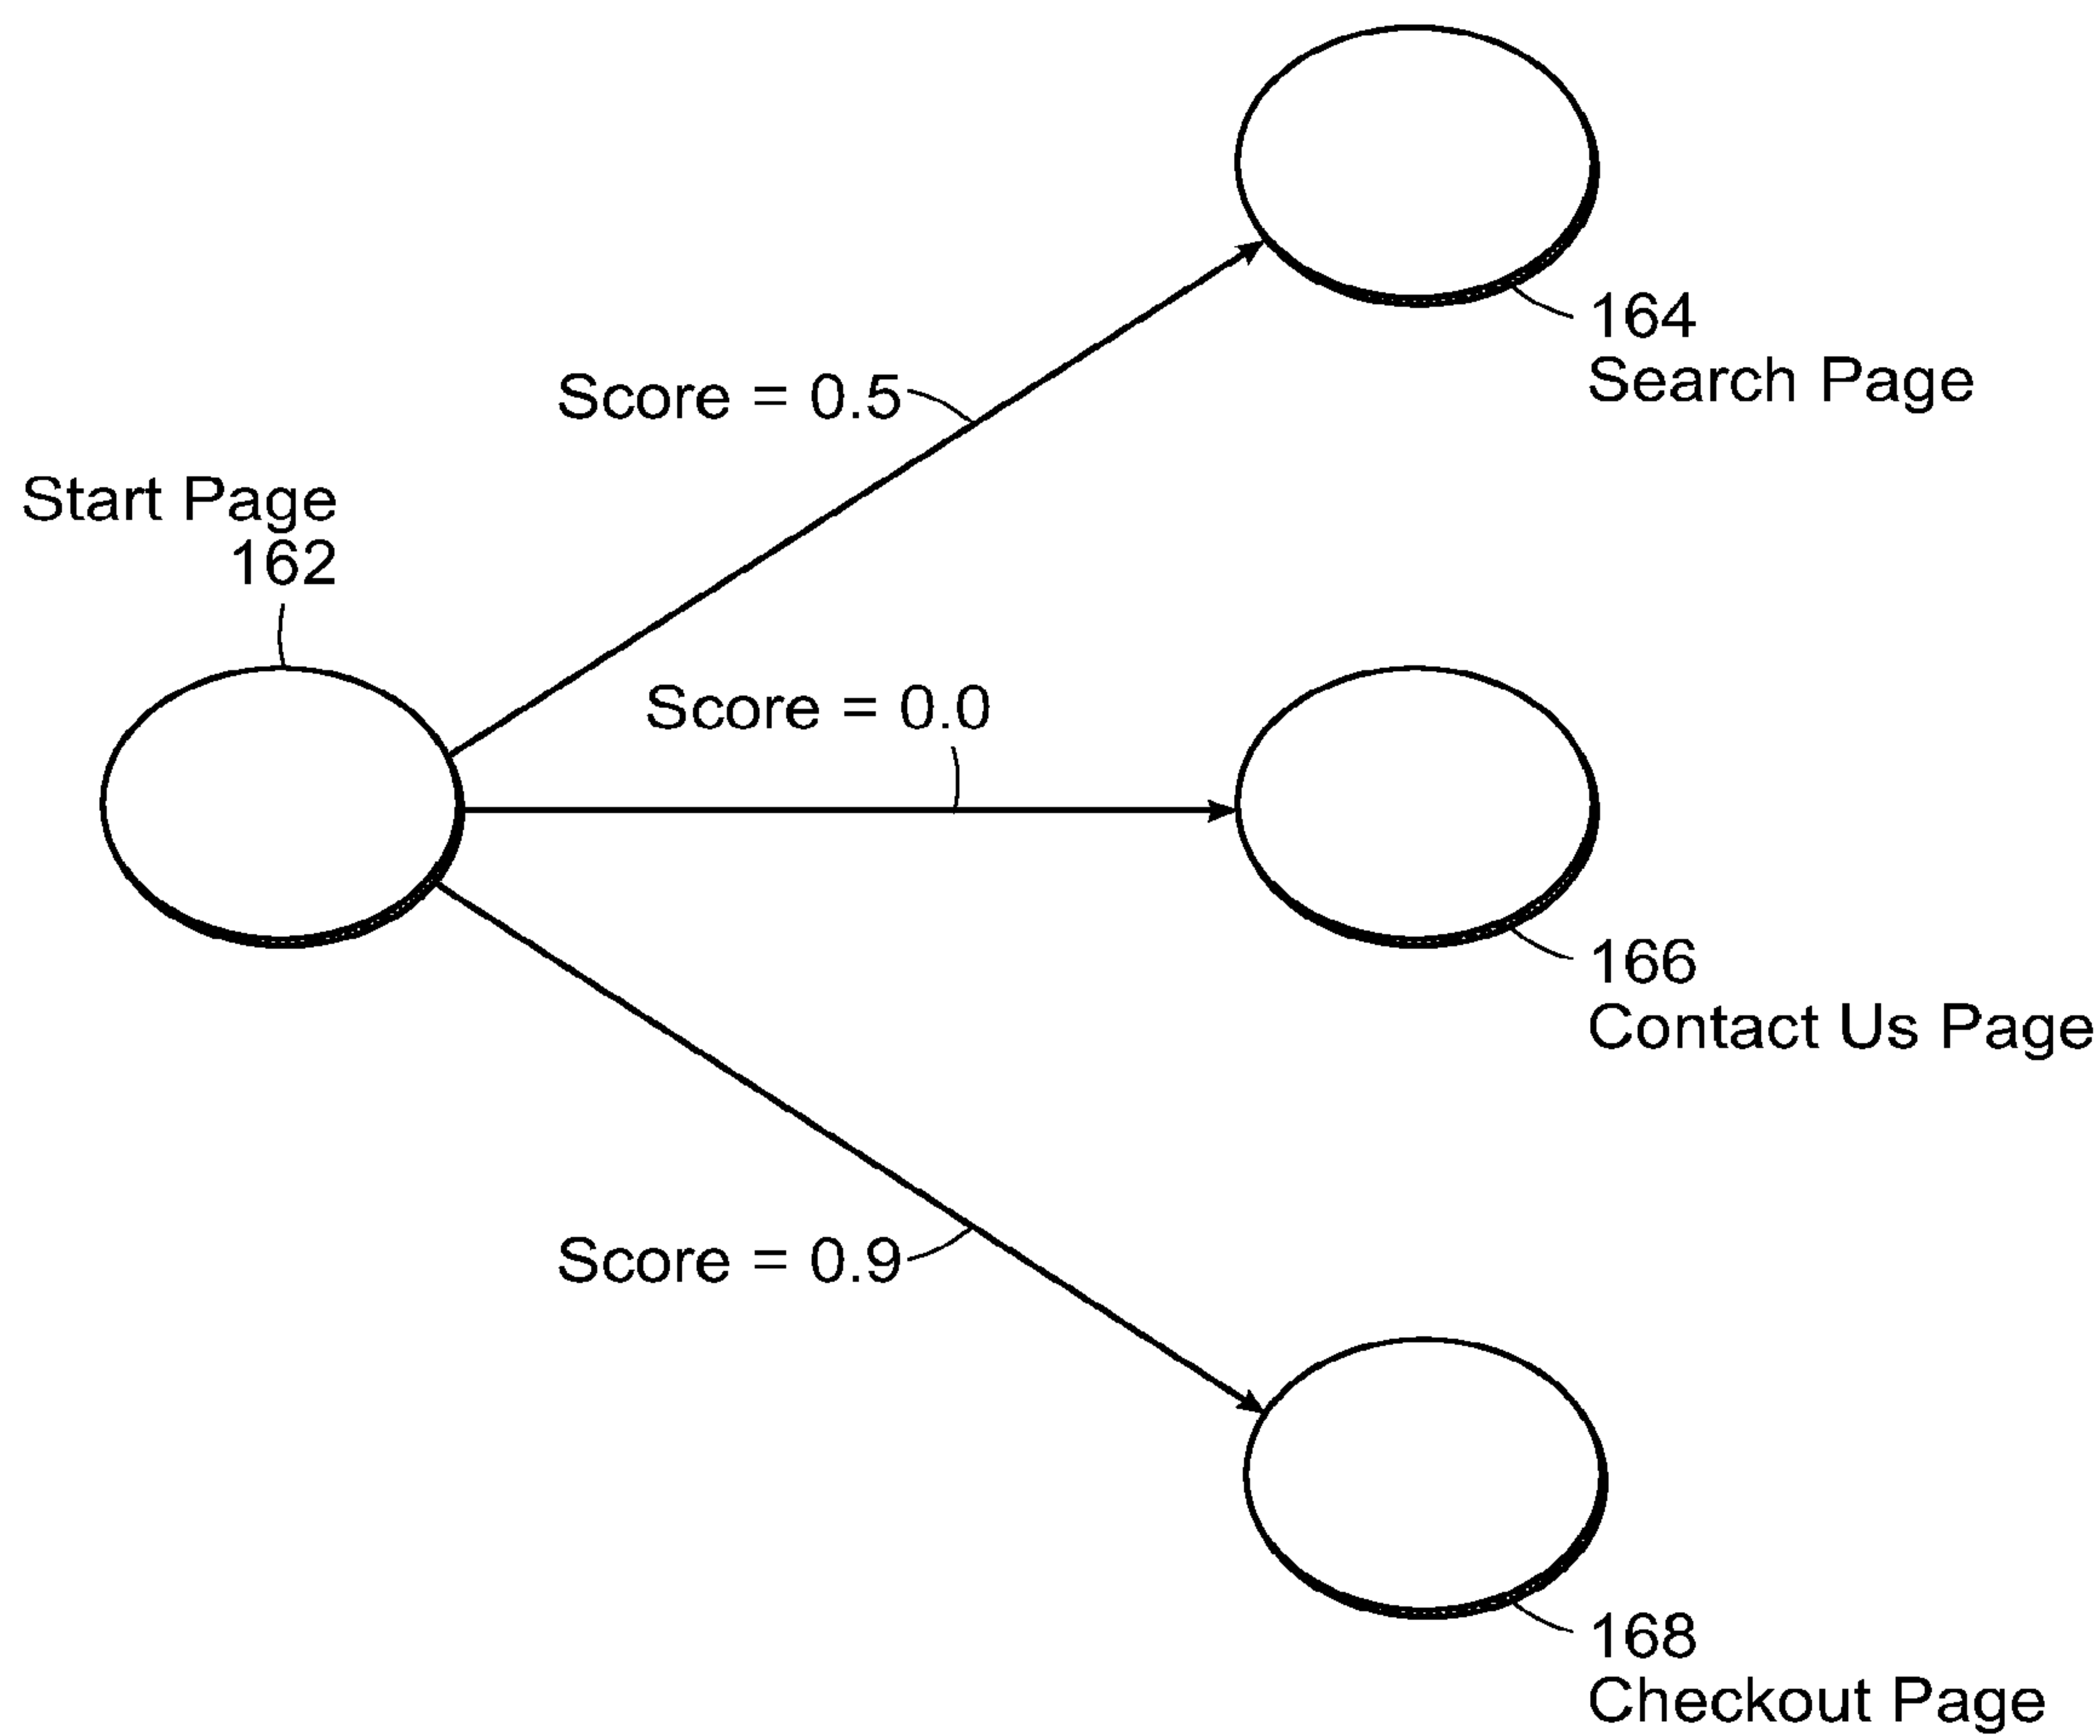 164
Search Page
Score = 0.5
Start Page
162
Score = 0.0
166
Contact Us Page
Score = 0.9
168
Checkout Page